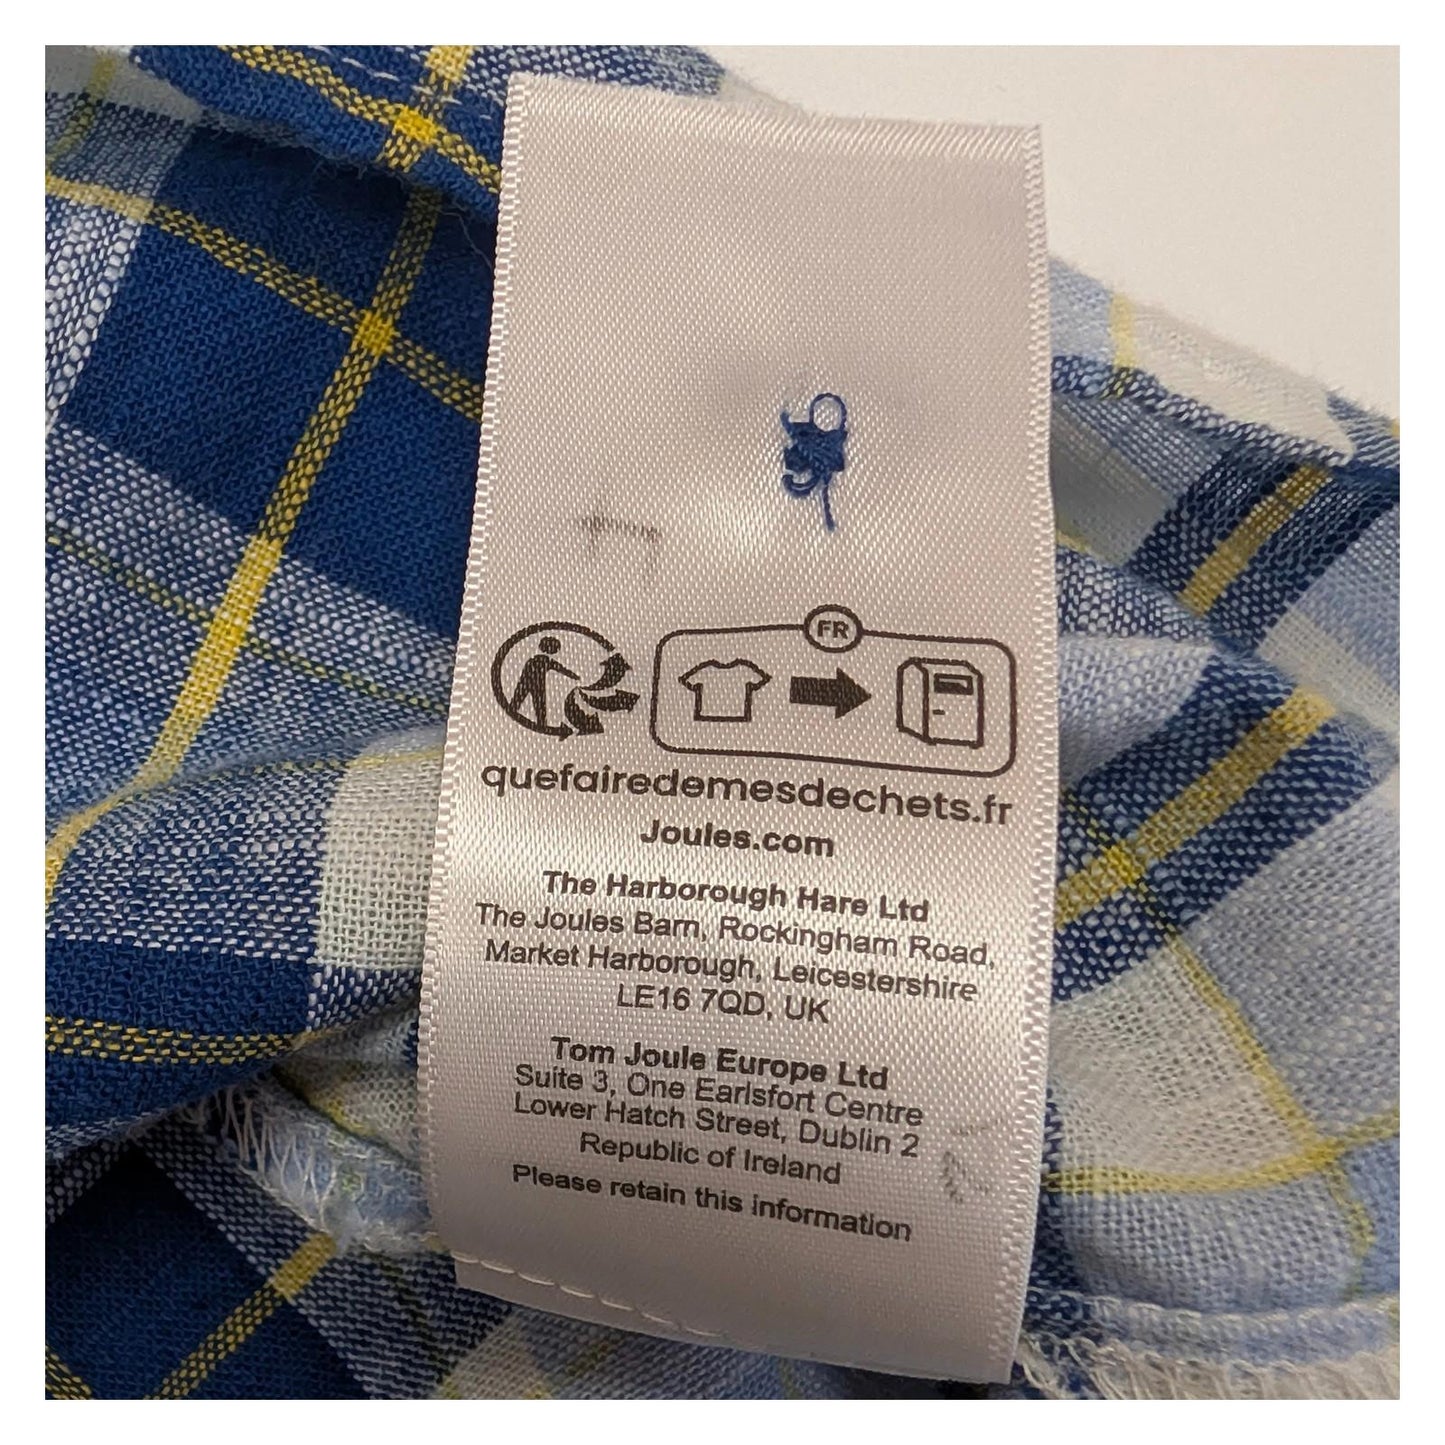 FR
quefairedemesdechets.fr
Joules.com
The Harborough Hare Ltd
The Joules Barn, Rockingham Road,
Market Harborough, Leicestershire
LE16 7QD, UK
Tom Joule Europe Ltd
Suite 3, One Earlsfort Centre
Lower Hatch Street, Dublin 2
Republic of Ireland
Please retain this information